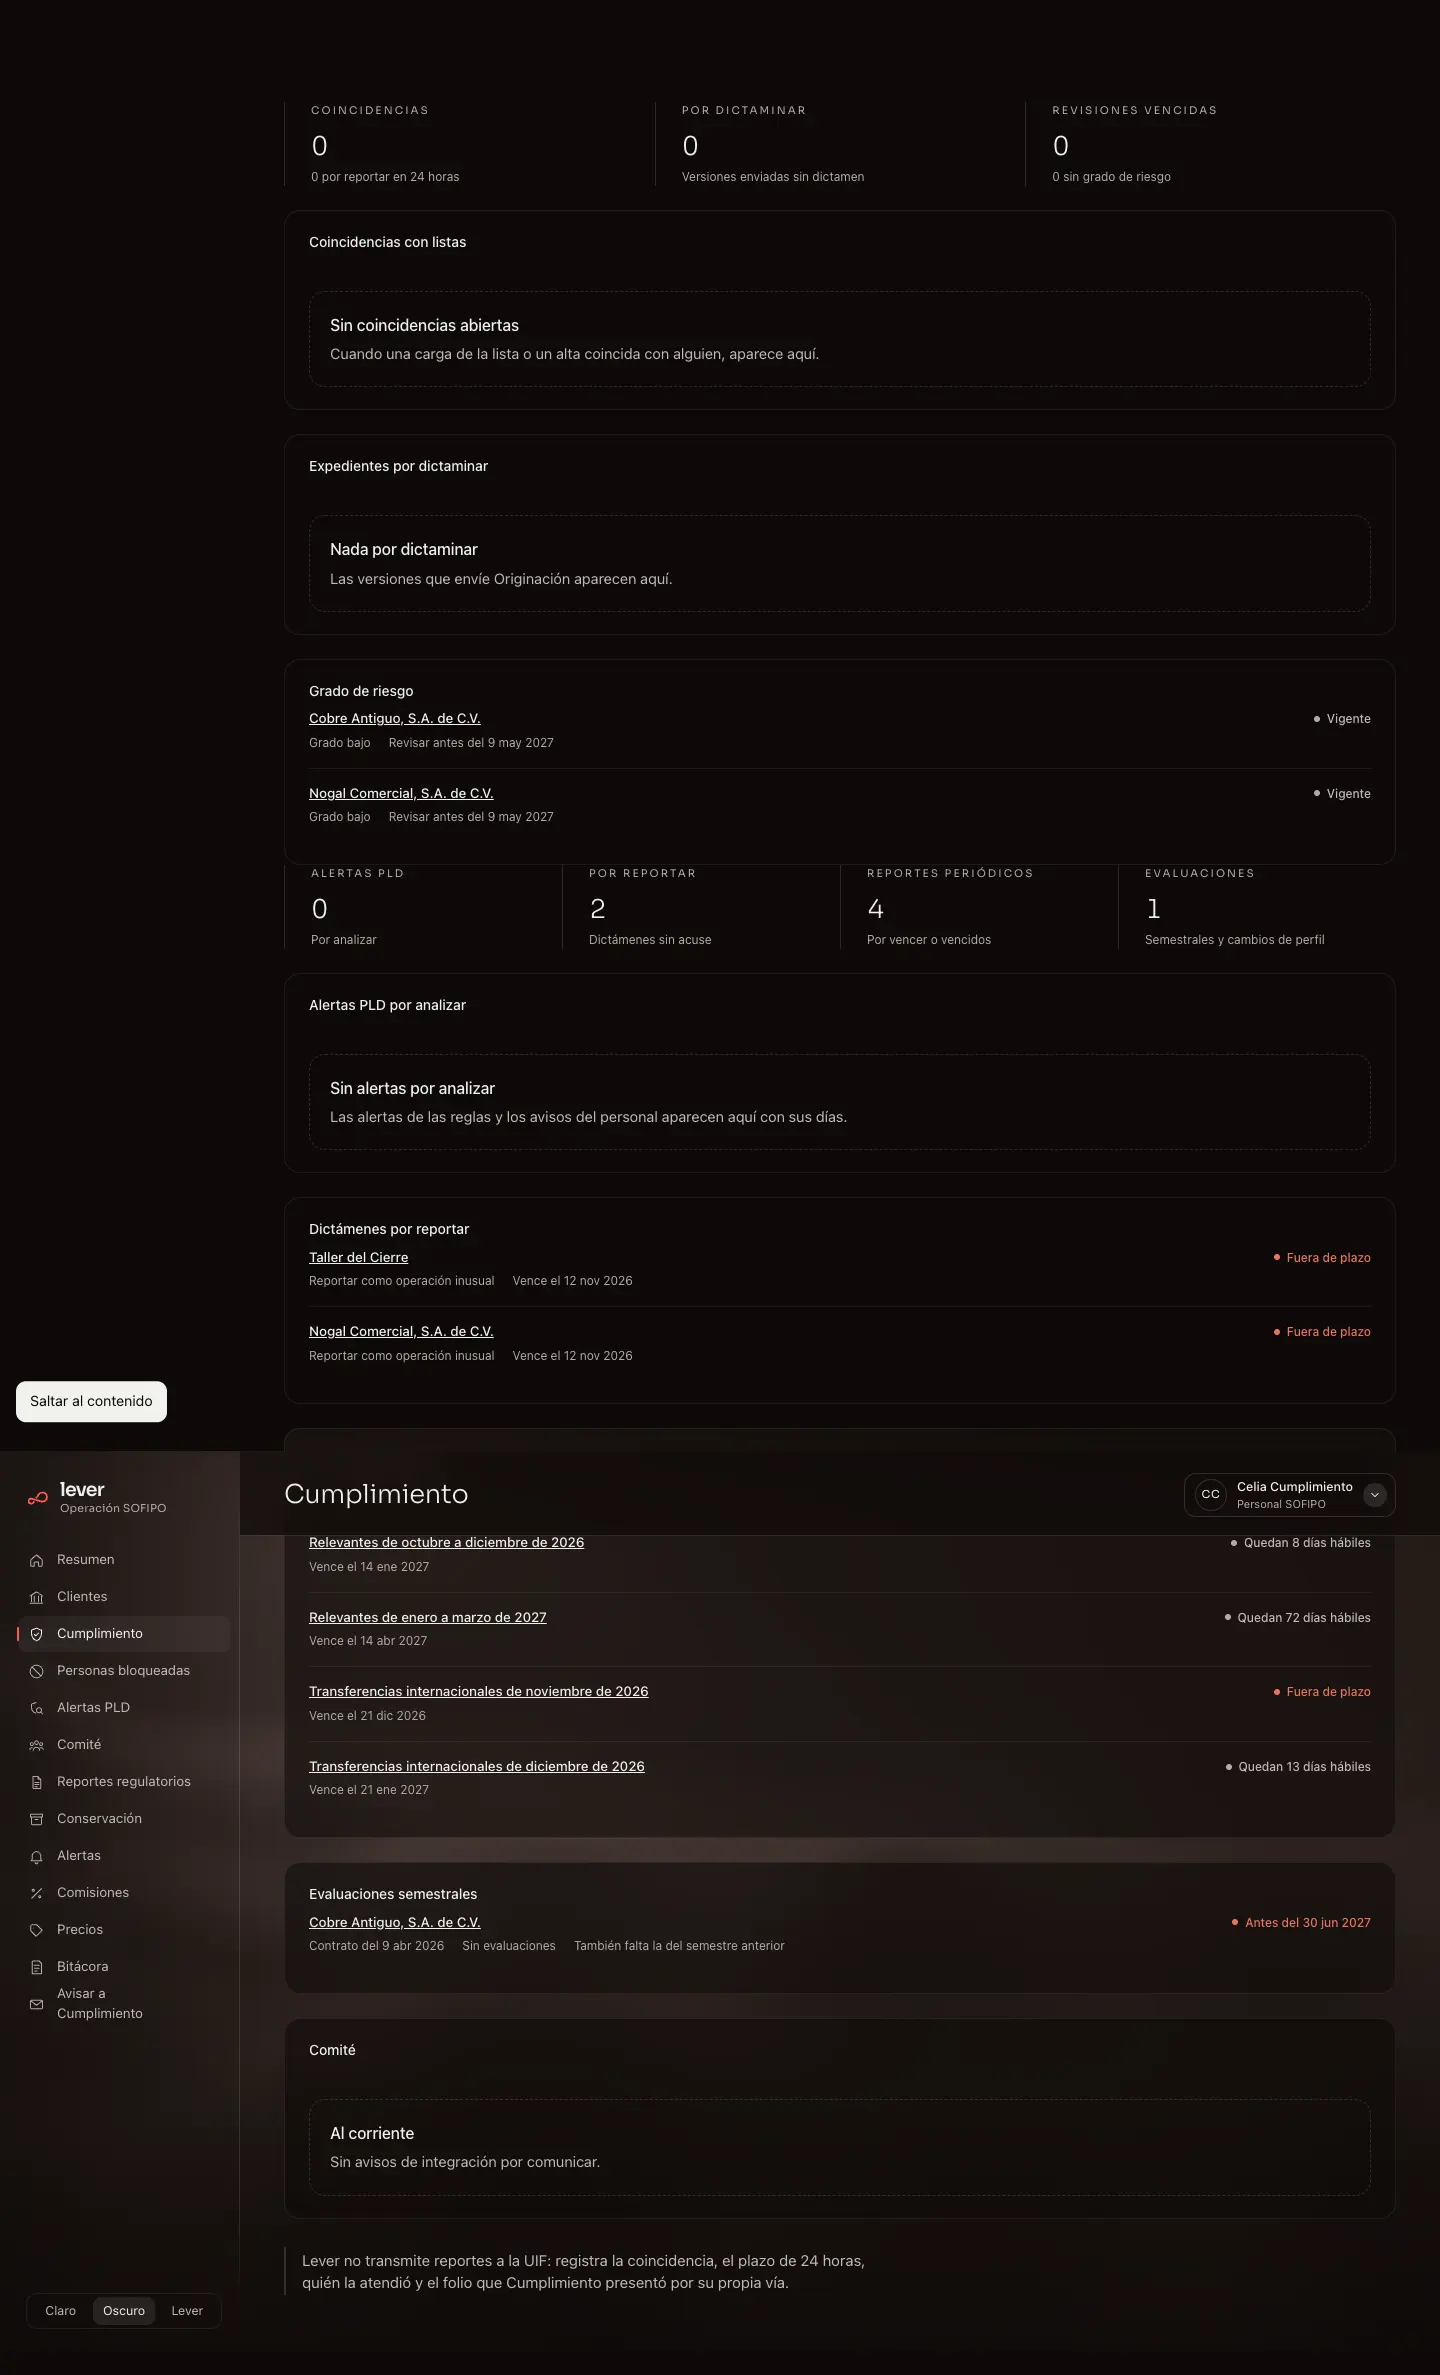 COINCIDENCIAS
0
0 por reportar en 24 horas
POR DICTAMINAR
0
Versiones enviadas sin dictamen
REVISIONES VENCIDAS
0
0 sin grado de riesgo
Coincidencias con listas
Sin coincidencias abiertas
Cuando una carga de la lista o un alta coincida con alguien, aparece aquí.
Expedientes por dictaminar
Nada por dictaminar
Las versiones que envíe Originación aparecen aquí.
Grado de riesgo
Cobre Antiguo, S.A. de C.V.
Vigente
Grado bajo Revisar antes del 9 may 2027
Nogal Comercial, S.A. de C.V.
Vigente
Grado bajo Revisar antes del 9 may 2027
ALERTAS PLD
0
Por analizar
POR REPORTAR
2
Dictámenes sin acuse
REPORTES PERIÓDICOS
4
Por vencer o vencidos
EVALUACIONES
1
Semestrales y cambios de perfil
Alertas PLD por analizar
Sin alertas por analizar
Las alertas de las reglas y los avisos del personal aparecen aquí con sus días.
Dictámenes por reportar
Taller del Cierre
Fuera de plazo
Reportar como operación inusual Vence el 12 nov 2026
Nogal Comercial, S.A. de C.V.
Fuera de plazo
Reportar como operación inusual Vence el 12 nov 2026
Saltar al contenido
lever
Operación SOFIPO
Resumen
Clientes
Cumplimiento
Personas bloqueadas
Alertas PLD
Comité
Reportes regulatorios
Conservación
Alertas
Comisiones
Precios
Bitácora
Avisar a
Cumplimiento
Claro
Oscuro
Lever
Cumplimiento
CC
Celia Cumplimiento
Personal SOFIPO
Relevantes de octubre a diciembre de 2026
Quedan 8 días hábiles
Vence el 14 ene 2027
Relevantes de enero a marzo de 2027
Quedan 72 días hábiles
Vence el 14 abr 2027
Transferencias internacionales de noviembre de 2026
Fuera de plazo
Vence el 21 dic 2026
Transferencias internacionales de diciembre de 2026
Quedan 13 días hábiles
Vence el 21 ene 2027
Evaluaciones semestrales
Cobre Antiguo, S.A. de C.V.
Antes del 30 jun 2027
Contrato del 9 abr 2026 Sin evaluaciones También falta la del semestre anterior
Comité
Al corriente
Sin avisos de integración por comunicar.
Lever no transmite reportes a la UIF: registra la coincidencia, el plazo de 24 horas,
quién la atendió y el folio que Cumplimiento presentó por su propia vía.